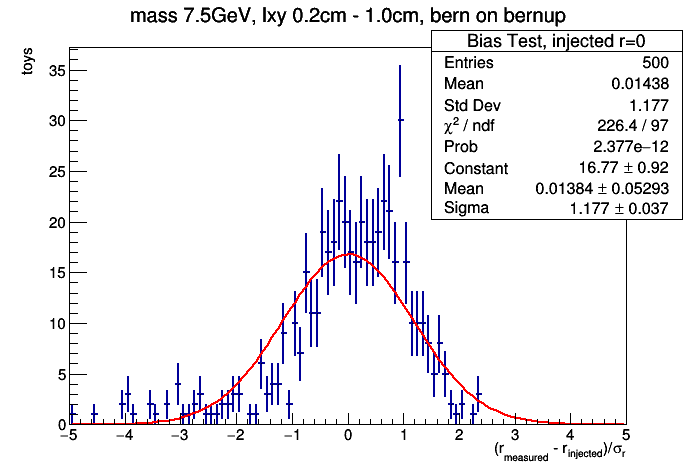 mass 7.5GeV, lxy 0.2cm - 1.0cm, bern on bernup
Bias Test, injected r=0
Entries 500
Mean 0.01438
Std Dev 1.177
χ² / ndf 226.4 / 97
Prob 2.377e−12
Constant 16.77 ± 0.92
Mean 0.01384 ± 0.05293
Sigma 1.177 ± 0.037
toys
35
30
25
20
15
10
5
0
−5 −4 −3 −2 −1 0 1 2 3 4 5
(r_measured - r_injected)/σ_r